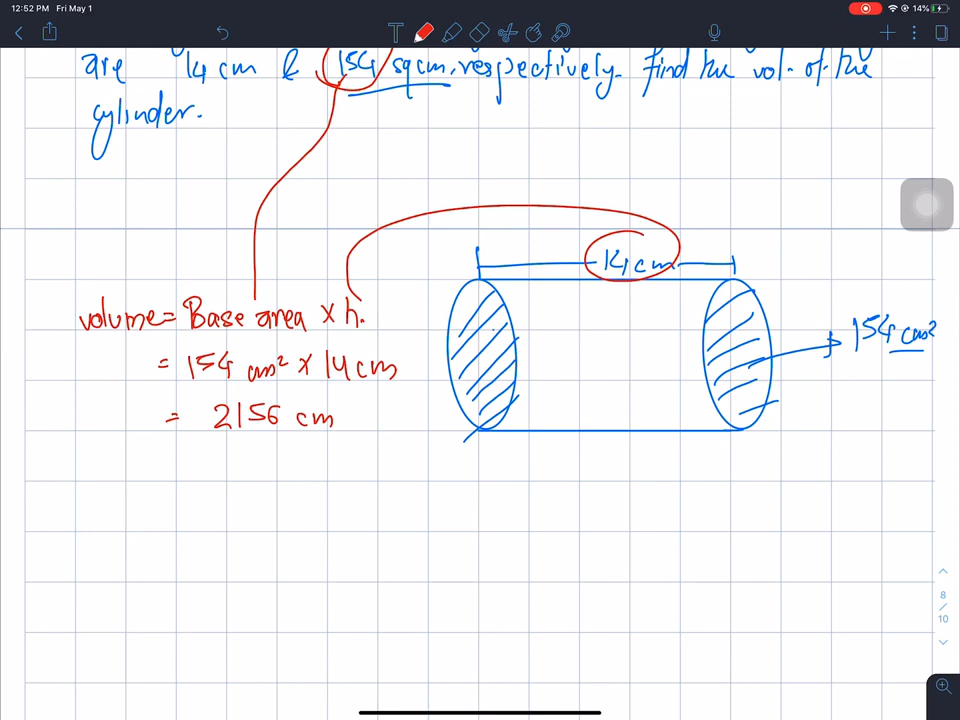 12:52 PM Fri May 1
14%
are 14 cm & 154 sq cm. respectively. find the vol. of the
cylinder.
14 cm
volume = Base area × h.
154 cm²
= 154 cm² × 14 cm
= 2156 cm
8
/
10